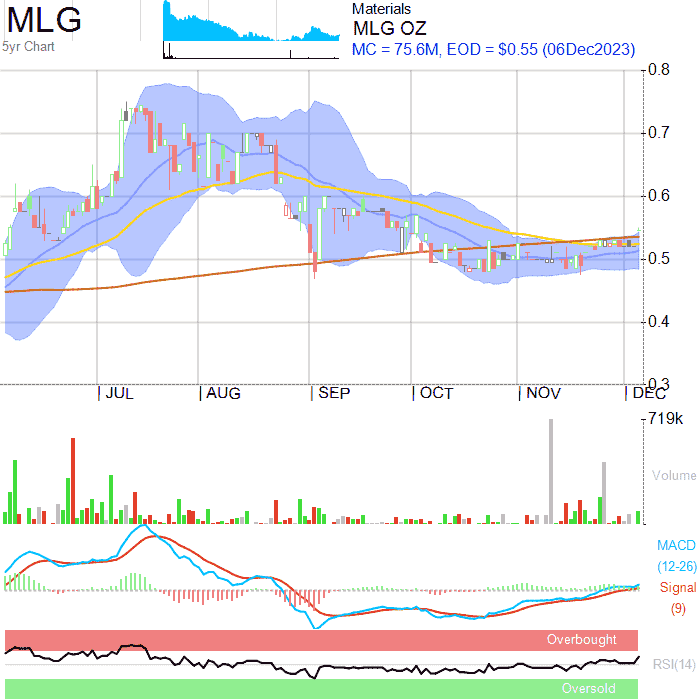 MLG
5yr Chart
Materials
MLG OZ
MC = 75.6M, EOD = $0.55 (06Dec2023)
0.8
0.7
0.6
0.5
0.4
0.3
JUL
AUG
SEP
OCT
NOV
DEC
719k
Volume
MACD
(12-26)
Signal
(9)
Overbought
RSI(14)
Oversold